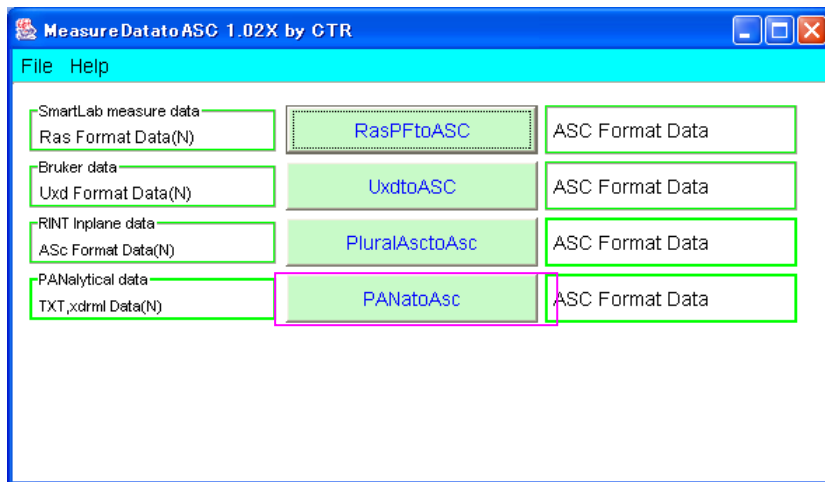 MeasureDatatoASC 1.02X by CTR
File Help
SmartLab measure data
Ras Format Data(N)
RasPFtoASC
ASC Format Data
Bruker data
Uxd Format Data(N)
UxdtoASC
ASC Format Data
RINT Inplane data
ASc Format Data(N)
PluralAsctoAsc
ASC Format Data
PANalytical data
TXT,xdrml Data(N)
PANatoAsc
ASC Format Data